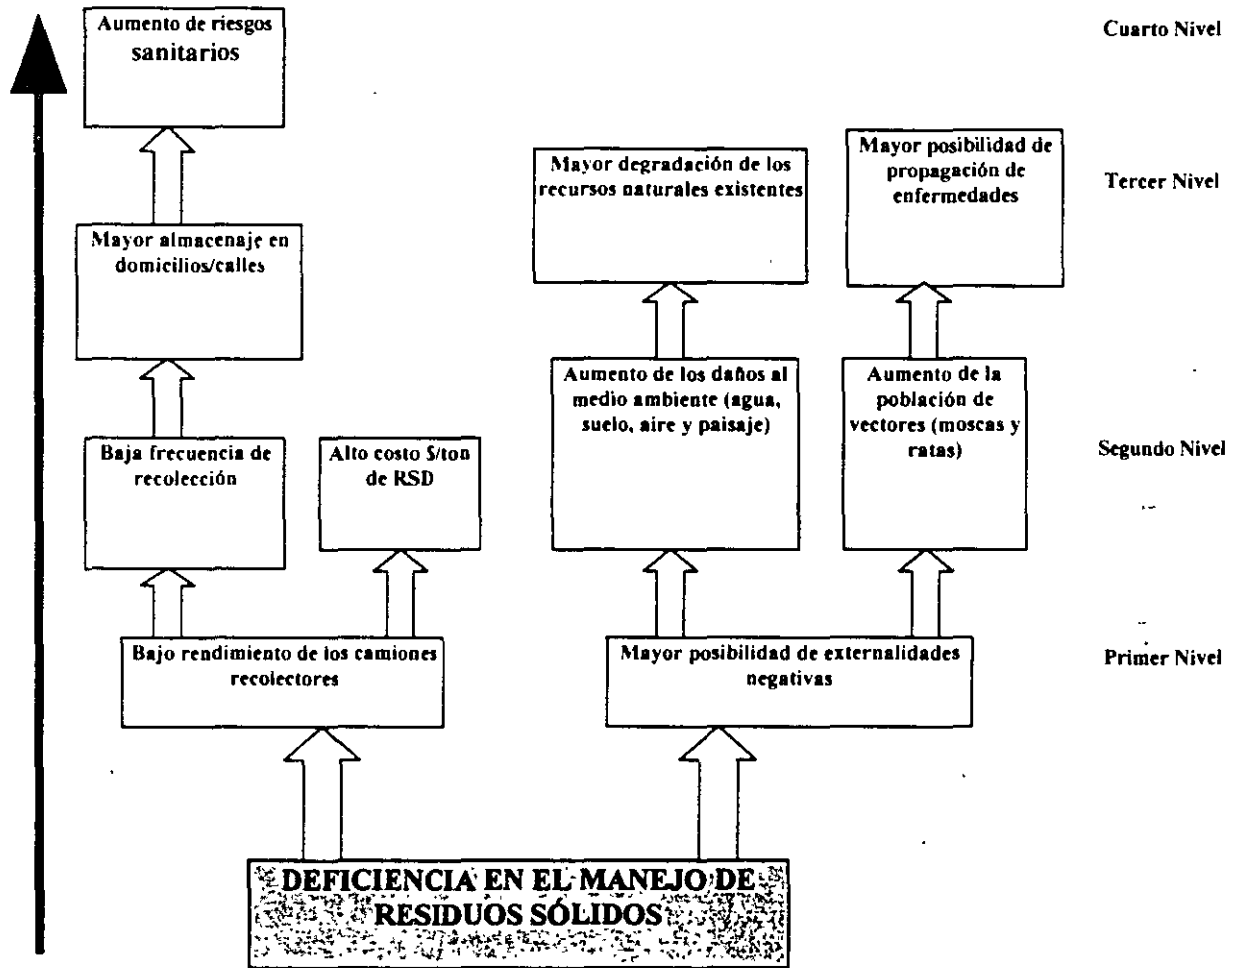 Aumento de riesgos
sanitarios
Cuarto Nivel
Mayor degradación de los
recursos naturales existentes
Mayor posibilidad de
propagación de
enfermedades
Tercer Nivel
Mayor almacenaje en
domicilios/calles
Baja frecuencia de
recolección
Alto costo $/ton
de RSD
Aumento de los daños al
medio ambiente (agua,
suelo, aire y paisaje)
Aumento de la
población de
vectores (moscas y
ratas)
Segundo Nivel
Bajo rendimiento de los camiones
recolectores
Mayor posibilidad de externalidades
negativas
Primer Nivel
DEFICIENCIA EN EL MANEJO DE
RESIDUOS SÓLIDOS